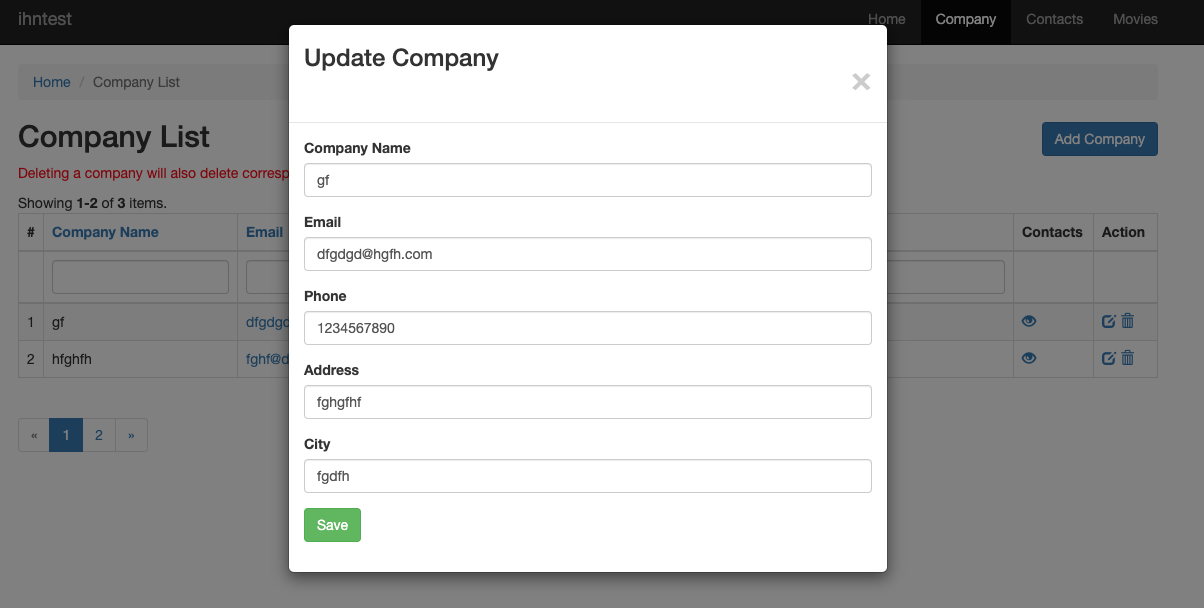 ihntest
Home Company Contacts Movies
Home / Company List
Company List
Add Company
Deleting a company will also delete corresp
Showing 1-2 of 3 items.
# Company Name Email Contacts Action
1 gf dfgdgd
2 hfghfh fghf@d
« 1 2 »
Update Company
×
Company Name
gf
Email
dfgdgd@hgfh.com
Phone
1234567890
Address
fghgfhf
City
fgdfh
Save